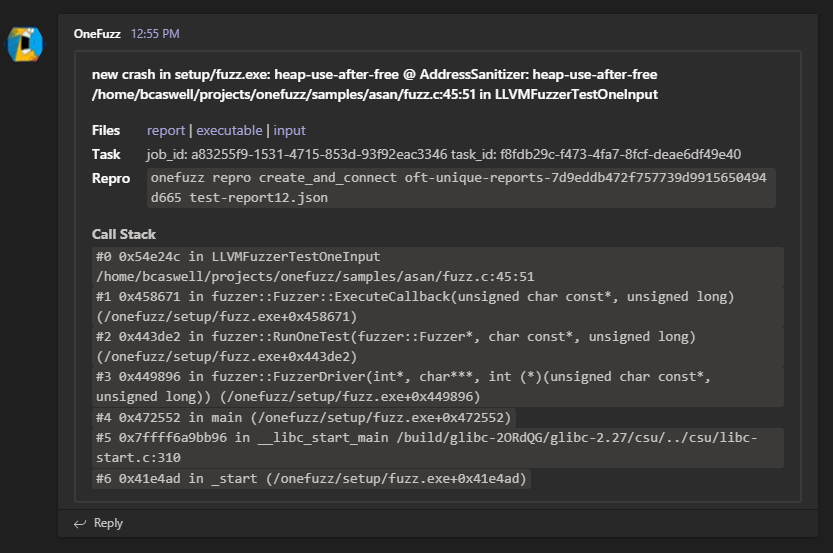 OneFuzz 12:55 PM
new crash in setup/fuzz.exe: heap-use-after-free @ AddressSanitizer: heap-use-after-free
/home/bcaswell/projects/onefuzz/samples/asan/fuzz.c:45:51 in LLVMFuzzerTestOneInput
Files report | executable | input
Task job_id: a83255f9-1531-4715-853d-93f92eac3346 task_id: f8fdb29c-f473-4fa7-8fcf-deae6df49e40
Repro onefuzz repro create_and_connect oft-unique-reports-7d9eddb472f757739d9915650494
d665 test-report12.json
Call Stack
#0 0x54e24c in LLVMFuzzerTestOneInput
/home/bcaswell/projects/onefuzz/samples/asan/fuzz.c:45:51
#1 0x458671 in fuzzer::Fuzzer::ExecuteCallback(unsigned char const*, unsigned long)
(/onefuzz/setup/fuzz.exe+0x458671)
#2 0x443de2 in fuzzer::RunOneTest(fuzzer::Fuzzer*, char const*, unsigned long)
(/onefuzz/setup/fuzz.exe+0x443de2)
#3 0x449896 in fuzzer::FuzzerDriver(int*, char***, int (*)(unsigned char const*,
unsigned long)) (/onefuzz/setup/fuzz.exe+0x449896)
#4 0x472552 in main (/onefuzz/setup/fuzz.exe+0x472552)
#5 0x7ffff6a9bb96 in __libc_start_main /build/glibc-2ORdQG/glibc-2.27/csu/../csu/libc-
start.c:310
#6 0x41e4ad in _start (/onefuzz/setup/fuzz.exe+0x41e4ad)
Reply